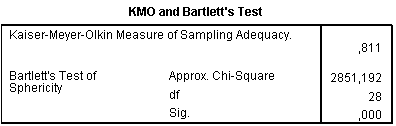 KMO and Bartlett's Test
Kaiser-Meyer-Olkin Measure of Sampling Adequacy.
,811
Bartlett's Test of Approx. Chi-Square 2851,192
Sphericity
df 28
Sig. ,000